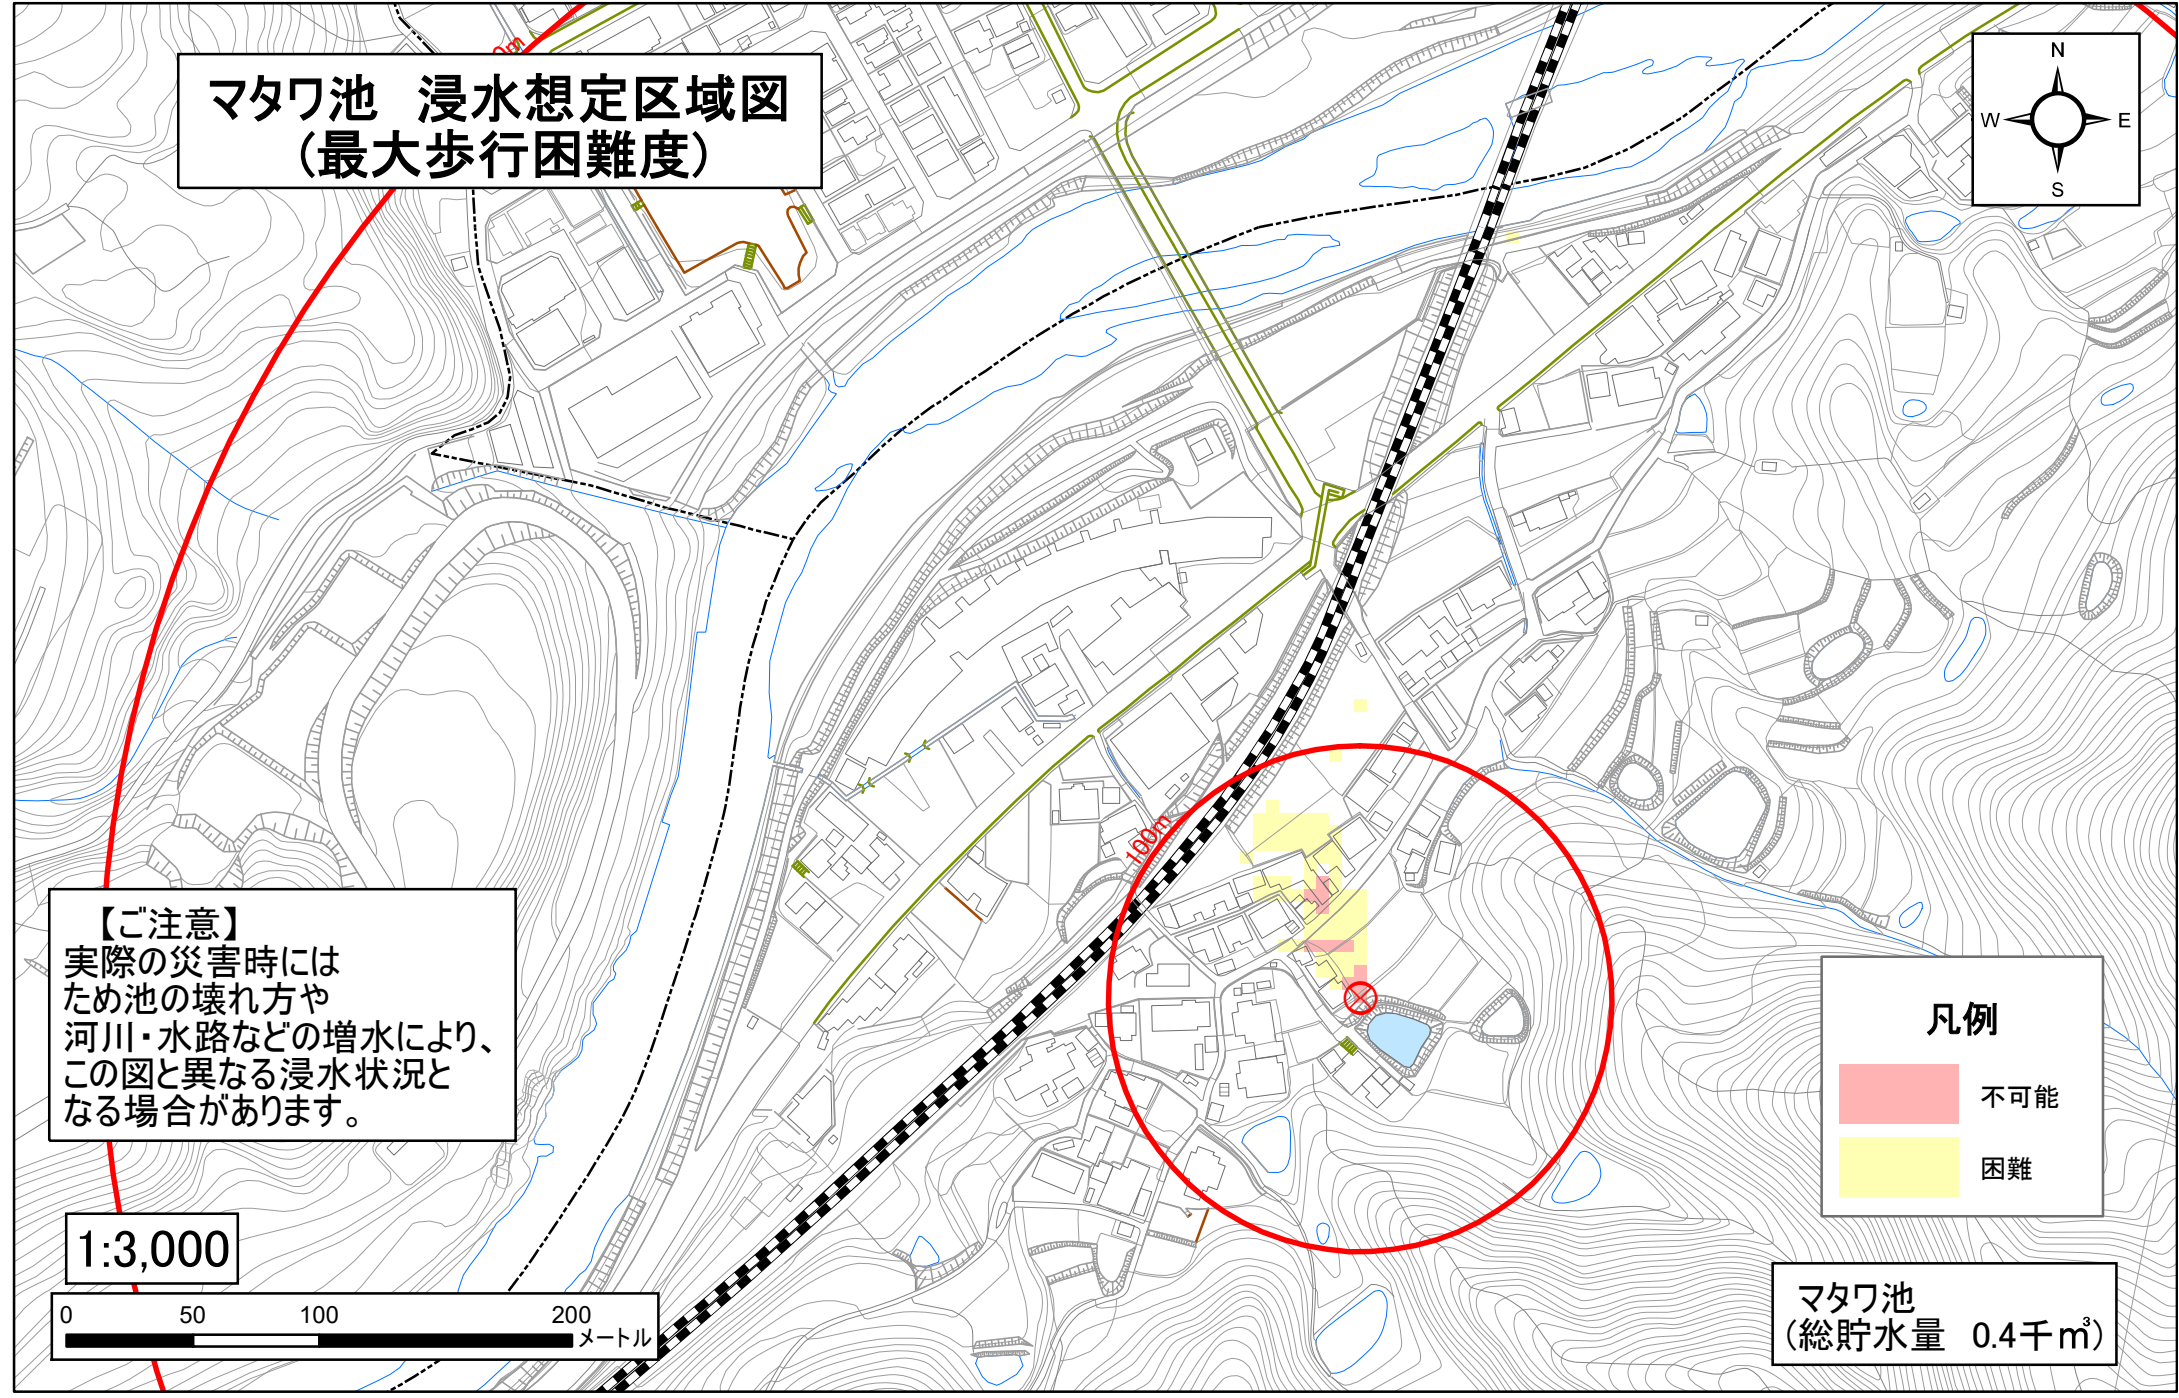 マタワ池　浸水想定区域図
(最大歩行困難度)
N
W
E
S
100m
【ご注意】
実際の災害時には
ため池の壊れ方や
河川・水路などの増水により、
この図と異なる浸水状況と
なる場合があります。
凡例
不可能
困難
1:3,000
0 50 100 200
メートル
マタワ池
(総貯水量　0.4千㎥)